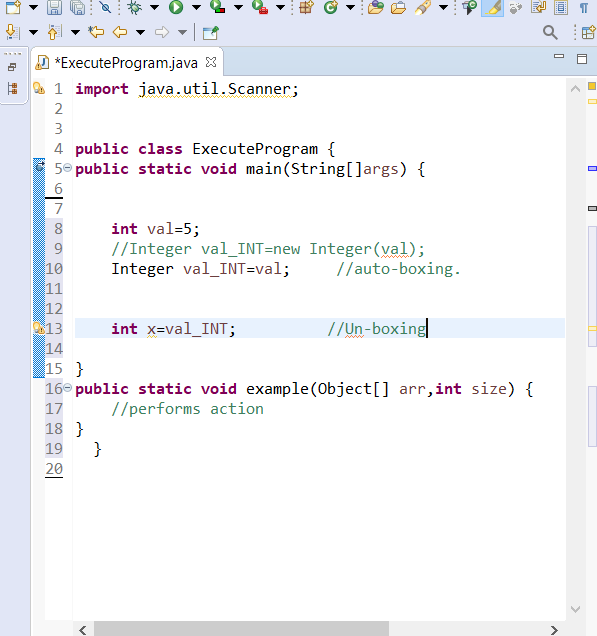 *ExecuteProgram.java
1 import java.util.Scanner;
2
3
4 public class ExecuteProgram {
5 public static void main(String[]args) {
6
7
8 int val=5;
9 //Integer val_INT=new Integer(val);
10 Integer val_INT=val; //auto-boxing.
11
12
13 int x=val_INT; //Un-boxing
14
15 }
16 public static void example(Object[] arr,int size) {
17 //performs action
18 }
19 }
20